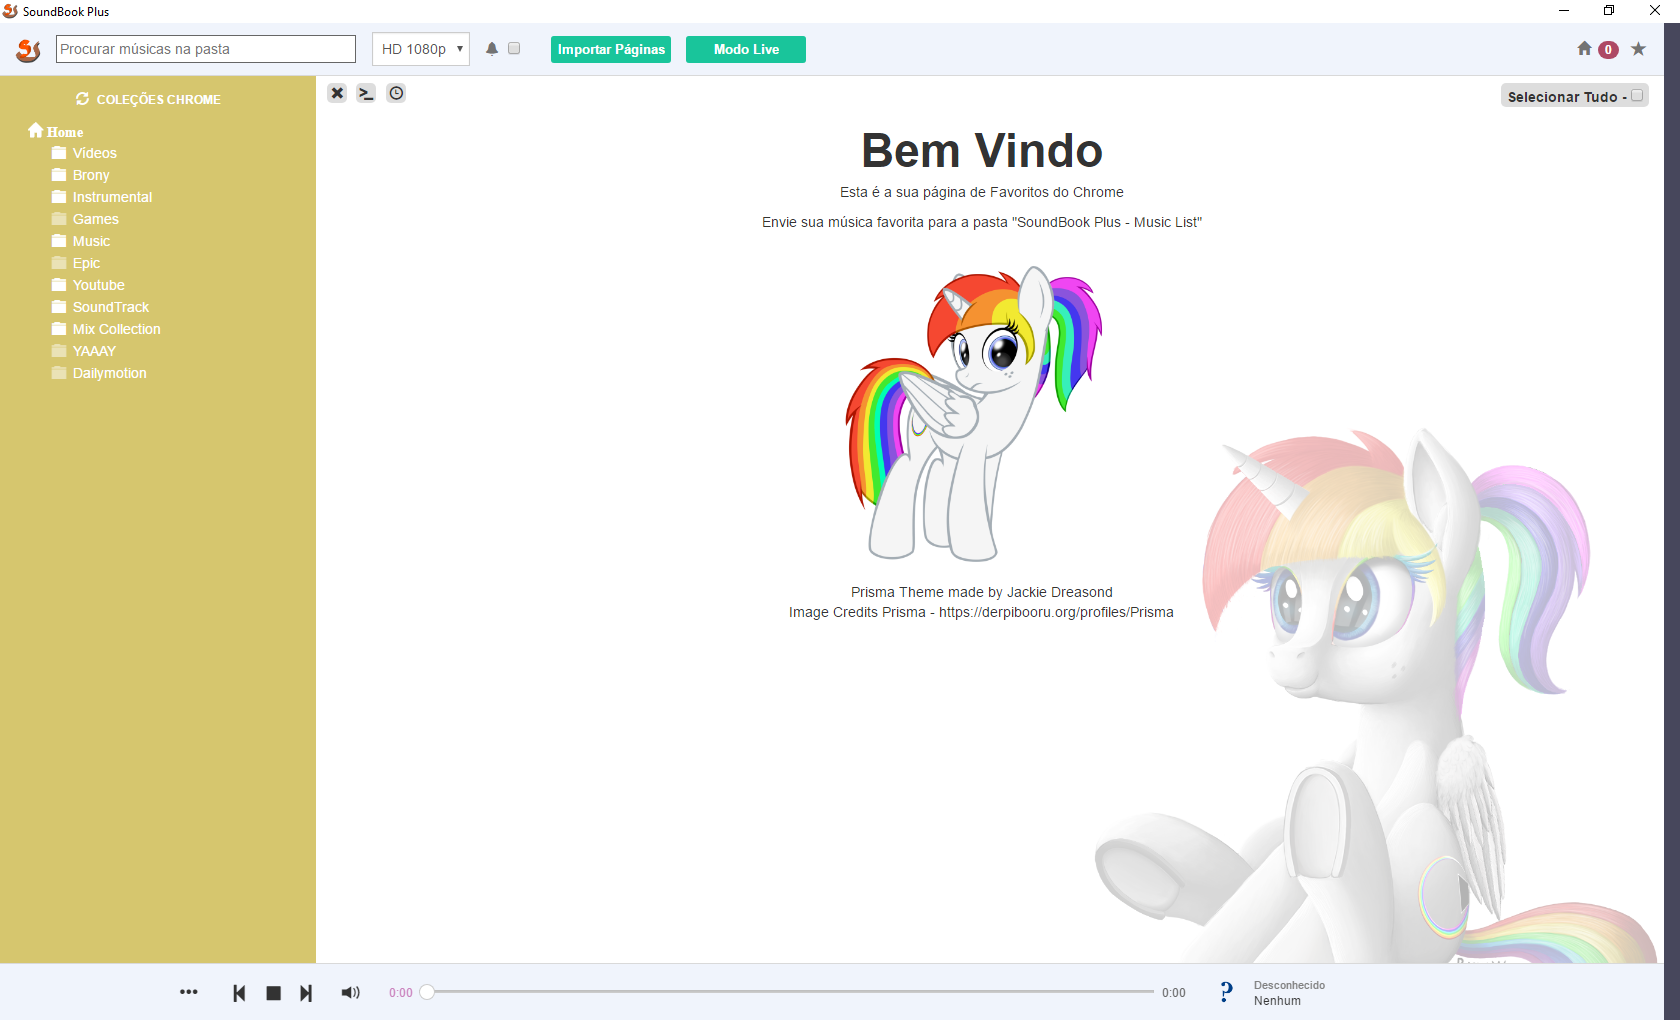 SoundBook Plus
Procurar músicas na pasta
HD 1080p
Importar Páginas
Modo Live
0
COLEÇÕES CHROME
Home
Vídeos
Brony
Instrumental
Games
Music
Epic
Youtube
SoundTrack
Mix Collection
YAAAY
Dailymotion
Selecionar Tudo -
Bem Vindo
Esta é a sua página de Favoritos do Chrome
Envie sua música favorita para a pasta "SoundBook Plus - Music List"
Prisma Theme made by Jackie Dreasond
Image Credits Prisma - https://derpibooru.org/profiles/Prisma
0:00
0:00
?
Desconhecido
Nenhum